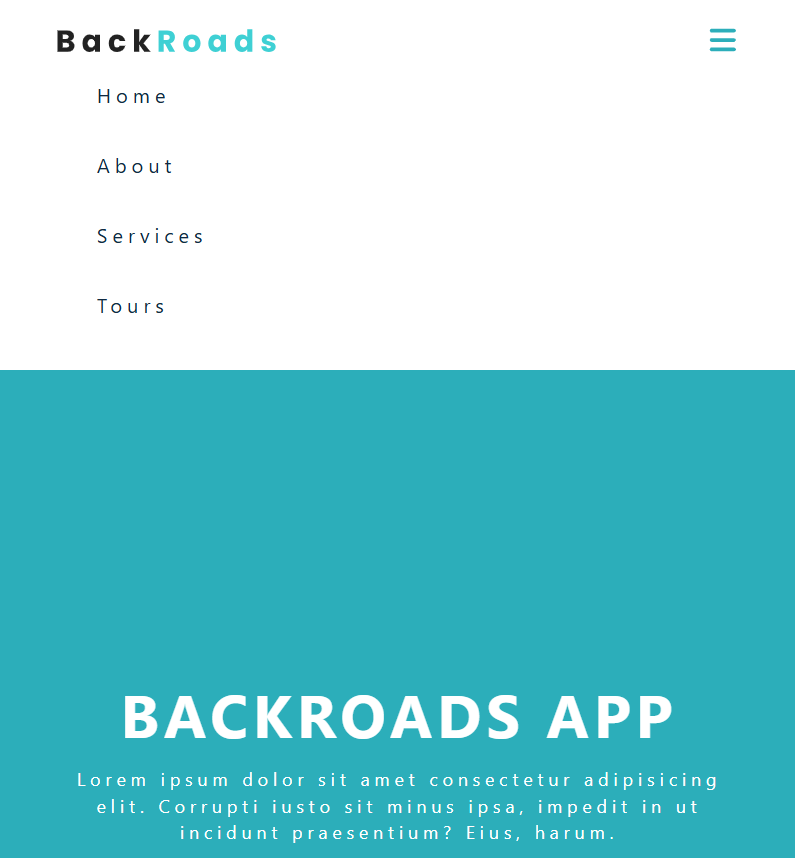 BackRoads
Home
About
Services
Tours
BACKROADS APP
Lorem ipsum dolor sit amet consectetur adipisicing
elit. Corrupti iusto sit minus ipsa, impedit in ut
incidunt praesentium? Eius, harum.